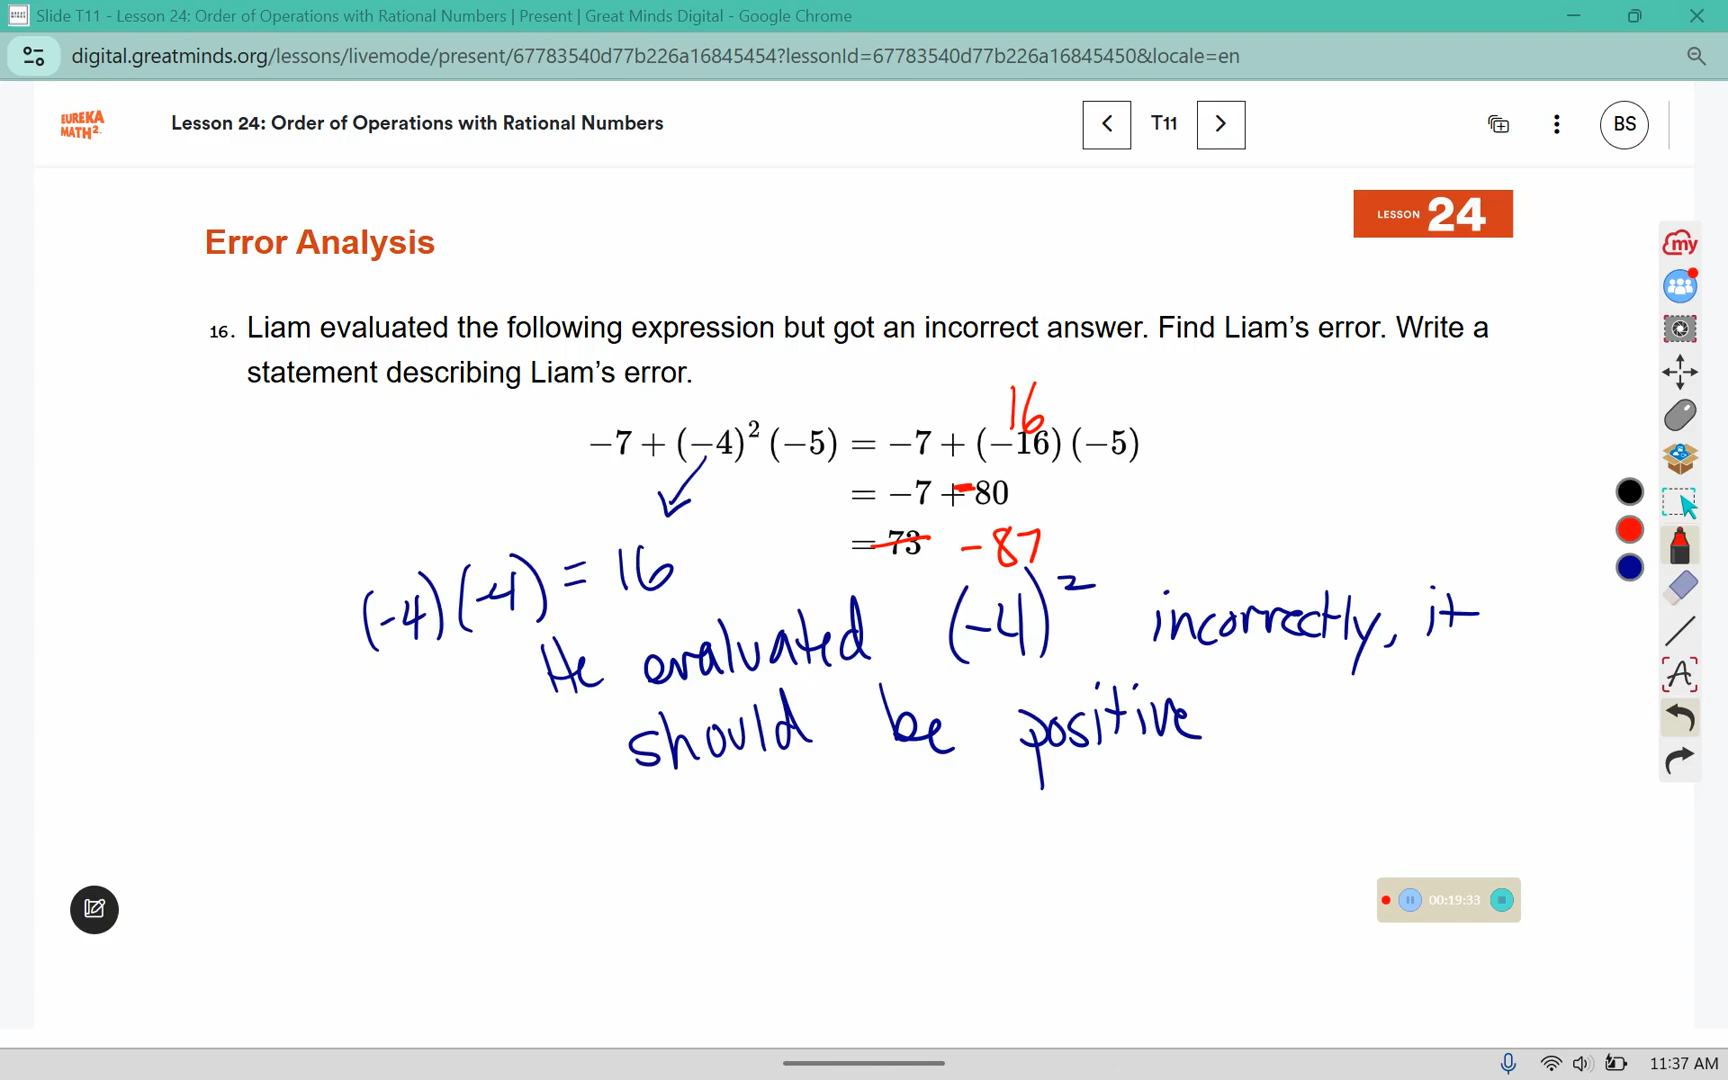 Slide T11 - Lesson 24: Order of Operations with Rational Numbers | Present | Great Minds Digital - Google Chrome
digital.greatminds.org/lessons/livemode/present/67783540d77b226a16845454?lessonId=67783540d77b226a16845450&locale=en
EUREKA
MATH²
Lesson 24: Order of Operations with Rational Numbers
T11
BS
LESSON 24
Error Analysis
my
16. Liam evaluated the following expression but got an incorrect answer. Find Liam's error. Write a
statement describing Liam's error.
16
−7 + (−4)² (−5) = −7 + (−16) (−5)
= −7 + 80
-
= 73 -87
(-4)(-4) = 16
He evaluated (-4)² incorrectly, it
should be positive
A
00:19:33
11:37 AM